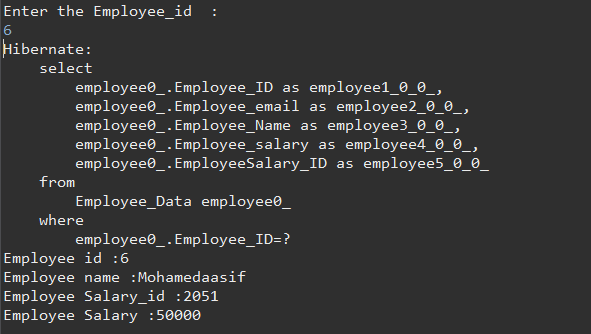 Enter the Employee_id  :
6
Hibernate:
    select
        employee0_.Employee_ID as employee1_0_0_,
        employee0_.Employee_email as employee2_0_0_,
        employee0_.Employee_Name as employee3_0_0_,
        employee0_.Employee_salary as employee4_0_0_,
        employee0_.EmployeeSalary_ID as employee5_0_0_
    from
        Employee_Data employee0_
    where
        employee0_.Employee_ID=?
Employee id :6
Employee name :Mohamedaasif
Employee Salary_id :2051
Employee Salary :50000